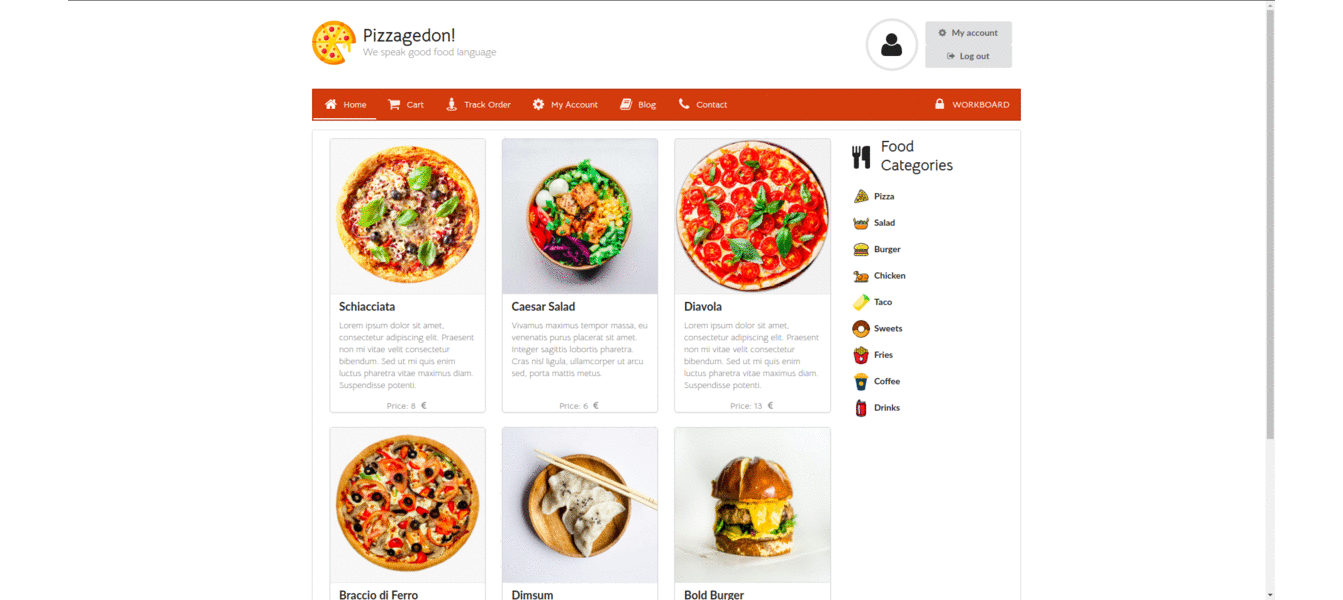 Pizzagedon!
We speak good food language
My account
Log out
Home Cart Track Order My Account Blog Contact WORKBOARD
Food
Categories
Pizza
Salad
Burger
Chicken
Taco
Sweets
Fries
Coffee
Drinks
Schiacciata
Lorem ipsum dolor sit amet,
consectetur adipiscing elit. Praesent
non mi vitae velit consectetur
bibendum. Sed ut mi quis enim
luctus pharetra vitae maximus diam.
Suspendisse potenti.
Price: 8 €
Caesar Salad
Vivamus maximus tempor massa, eu
venenatis purus placerat sit amet.
Integer sagittis lobortis pharetra.
Cras nisl ligula, ullamcorper ut arcu
sed, porta mattis metus.
Price: 6 €
Diavola
Lorem ipsum dolor sit amet,
consectetur adipiscing elit. Praesent
non mi vitae velit consectetur
bibendum. Sed ut mi quis enim
luctus pharetra vitae maximus diam.
Suspendisse potenti.
Price: 13 €
Braccio di Ferro
Dimsum
Bold Burger